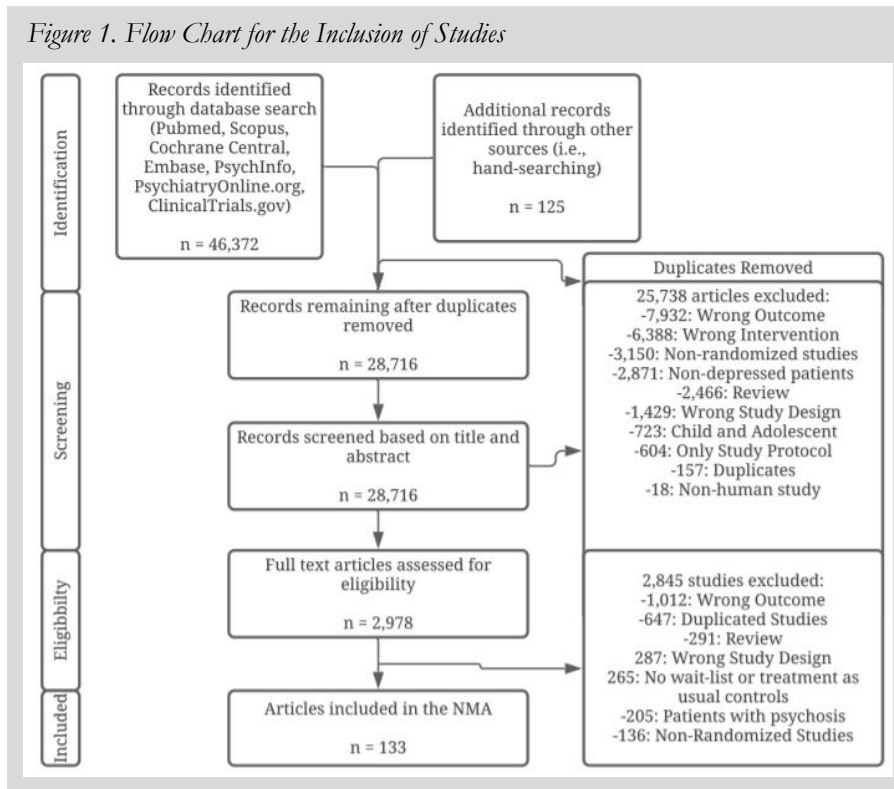 Figure 1. Flow Chart for the Inclusion of Studies
Identification
Records identified
through database search
(Pubmed, Scopus,
Cochrane Central,
Embase, PsychInfo,
PsychiatryOnline.org,
ClinicalTrials.gov)
n = 46,372
Additional records
identified through other
sources (i.e.,
hand-searching)
n = 125
Duplicates Removed
Screening
Records remaining after duplicates
removed
n = 28,716
Records screened based on title and
abstract
n = 28,716
25,738 articles excluded:
-7,932: Wrong Outcome
-6,388: Wrong Intervention
-3,150: Non-randomized studies
-2,871: Non-depressed patients
-2,466: Review
-1,429: Wrong Study Design
-723: Child and Adolescent
-604: Only Study Protocol
-157: Duplicates
-18: Non-human study
Eligibbilty
Full text articles assessed for
eligibility
n = 2,978
2,845 studies excluded:
-1,012: Wrong Outcome
-647: Duplicated Studies
-291: Review
287: Wrong Study Design
265: No wait-list or treatment as
usual controls
-205: Patients with psychosis
-136: Non-Randomized Studies
Included
Articles included in the NMA
n = 133